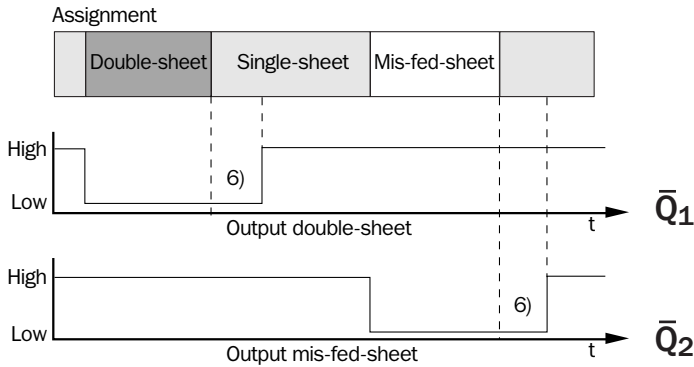 Assignment
Double-sheet Single-sheet Mis-fed-sheet
High
6)
Low
Output double-sheet t
Q̅1
High
6)
Low
Output mis-fed-sheet t
Q̅2